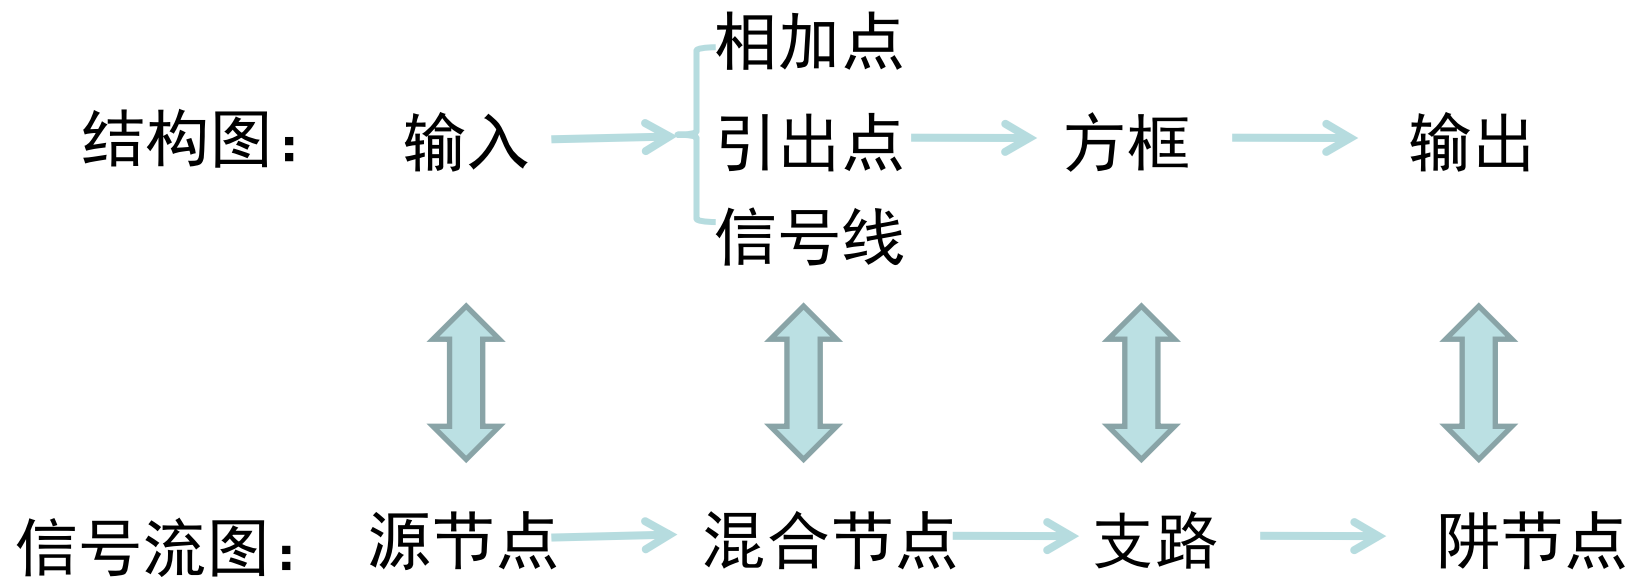 相加点
结构图： 输入 引出点 方框 输出
信号线
信号流图： 源节点 混合节点 支路 阱节点